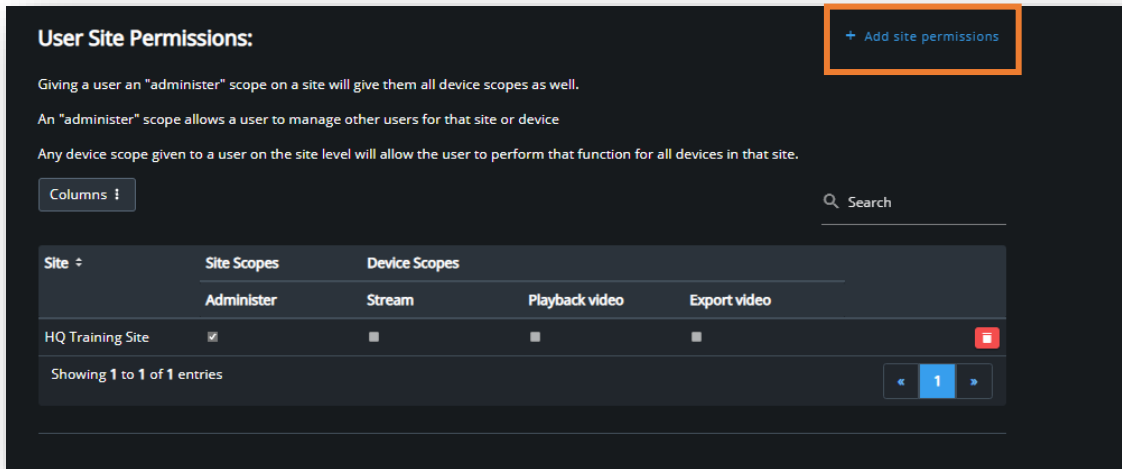 User Site Permissions:
+ Add site permissions
Giving a user an "administer" scope on a site will give them all device scopes as well.
An "administer" scope allows a user to manage other users for that site or device
Any device scope given to a user on the site level will allow the user to perform that function for all devices in that site.
Columns
Search
Site Site Scopes Device Scopes
Administer Stream Playback video Export video
HQ Training Site
Showing 1 to 1 of 1 entries
« 1 »